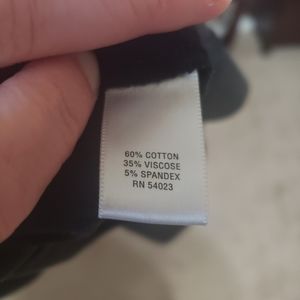 60% COTTON
35% VISCOSE
5% SPANDEX
RN 54023